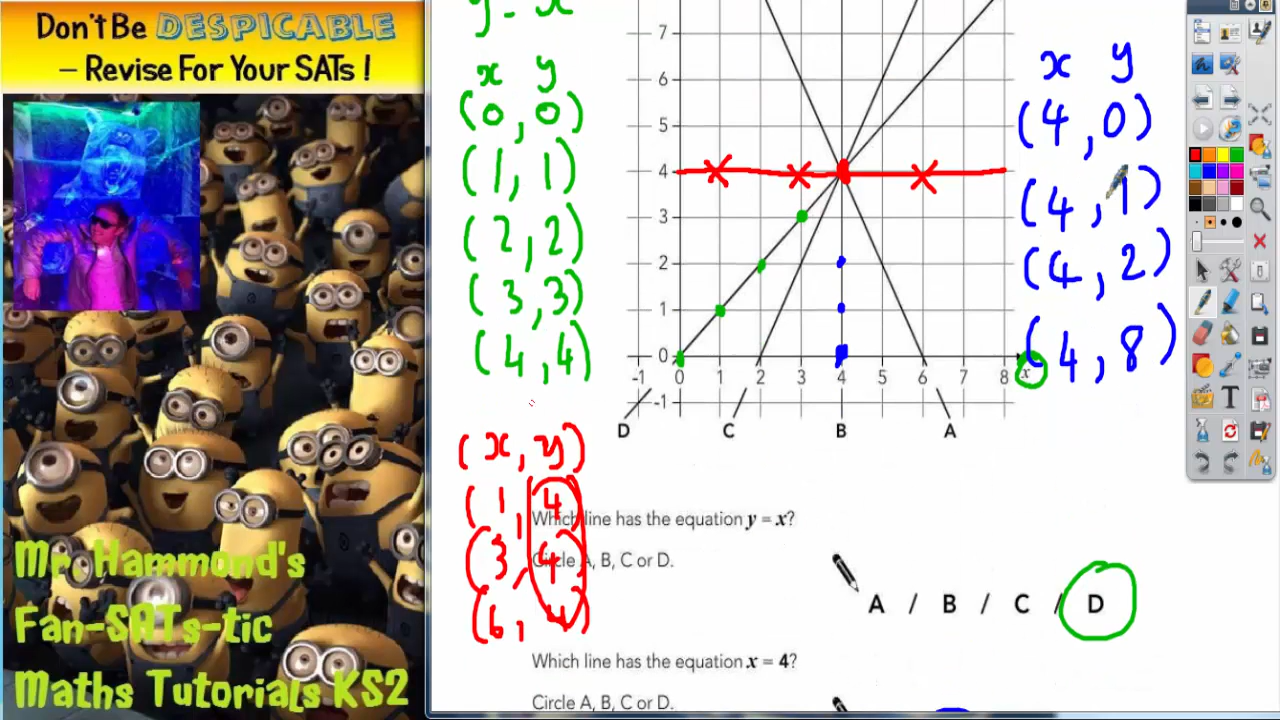 Don't Be DESPICABLE
– Revise For Your SATs !
Mr Hammond's
Fan-SATs-tic
Maths Tutorials KS2
y = x
x y
(0, 0)
(1, 1)
(2, 2)
(3, 3)
(4, 4)
(x, y)
(1, 4
(3, 4)
(6, 4)
7
6
5
4
3
2
1
0
-1
-1 0 1 2 3 4 5 6 7 8 x
D C B A
x y
(4, 0)
(4, 1)
(4, 2)
(4, 8)
Which line has the equation y = x?
Circle A, B, C or D.
A / B / C / D
Which line has the equation x = 4?
Circle A, B, C or D.